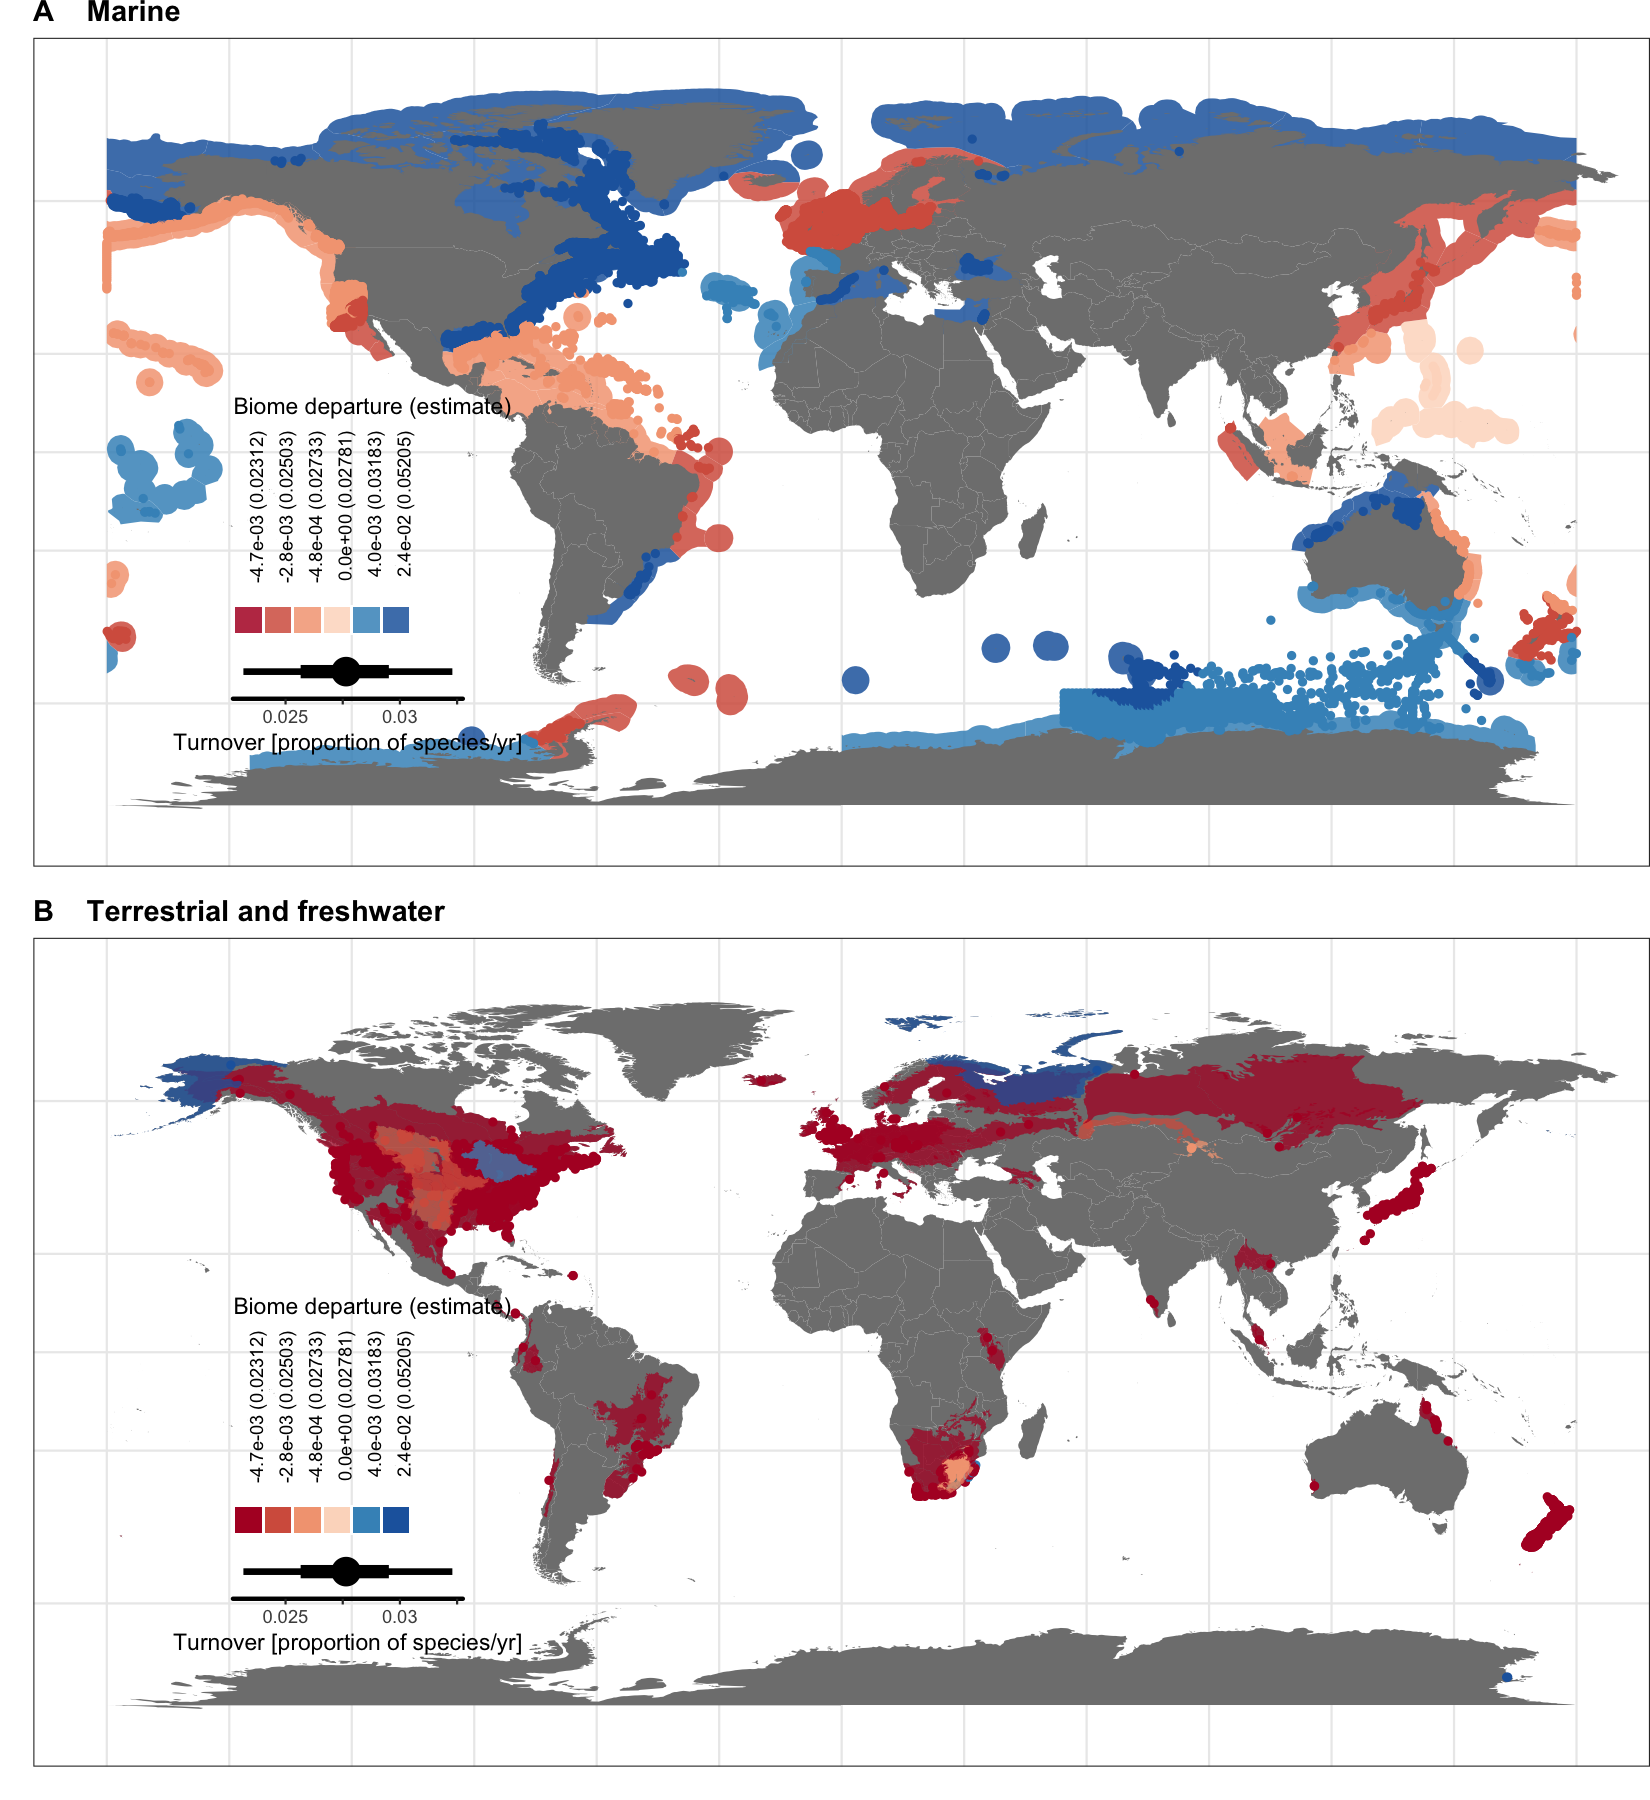 A Marine
Biome departure (estimate)
-4.7e-03 (0.02312)
-2.8e-03 (0.02503)
-4.8e-04 (0.02733)
0.0e+00 (0.02781)
4.0e-03 (0.03183)
2.4e-02 (0.05205)
0.025 0.03
Turnover [proportion of species/yr]
B Terrestrial and freshwater
Biome departure (estimate)
-4.7e-03 (0.02312)
-2.8e-03 (0.02503)
-4.8e-04 (0.02733)
0.0e+00 (0.02781)
4.0e-03 (0.03183)
2.4e-02 (0.05205)
0.025 0.03
Turnover [proportion of species/yr]